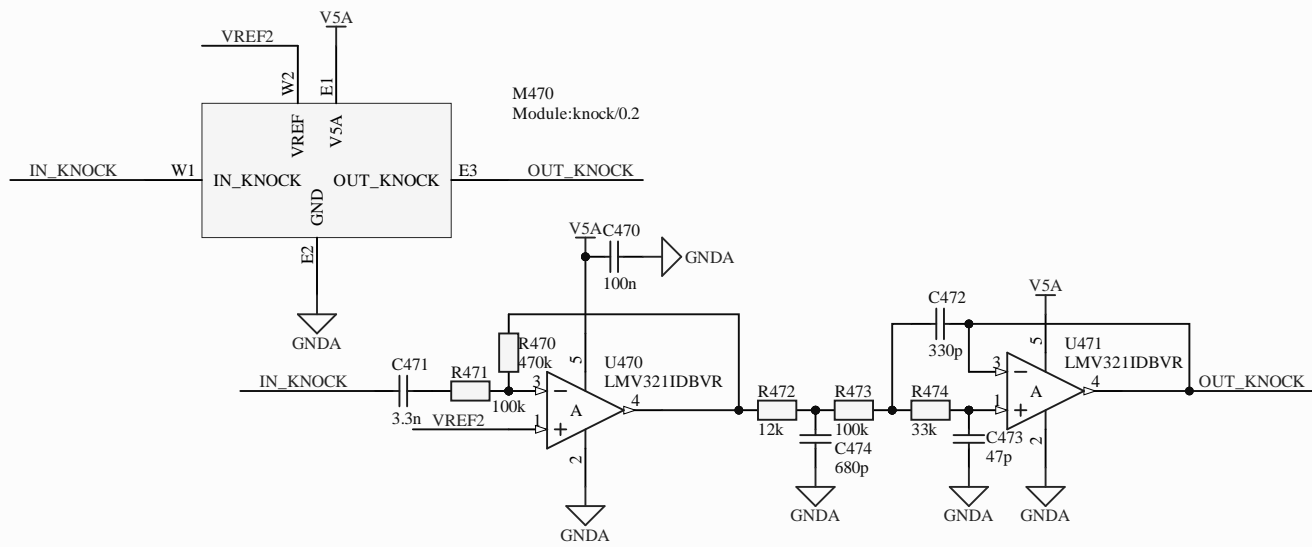 V5A
VREF2
W2
E1
M470
Module:knock/0.2
VREF
V5A
IN_KNOCK
W1
E3
OUT_KNOCK
IN_KNOCK
OUT_KNOCK
GND
E2
GNDA
V5A
C470
GNDA
100n
C472
V5A
330p
R470
470k
5
U470
LMV321IDBVR
5
U471
LMV321IDBVR
C471
R471
IN_KNOCK
3.3n
100k
3
A
4
VREF2
1
2
GNDA
R472
12k
R473
100k
R474
33k
C474
680p
GNDA
C473
47p
GNDA
3
A
4
1
2
GNDA
OUT_KNOCK